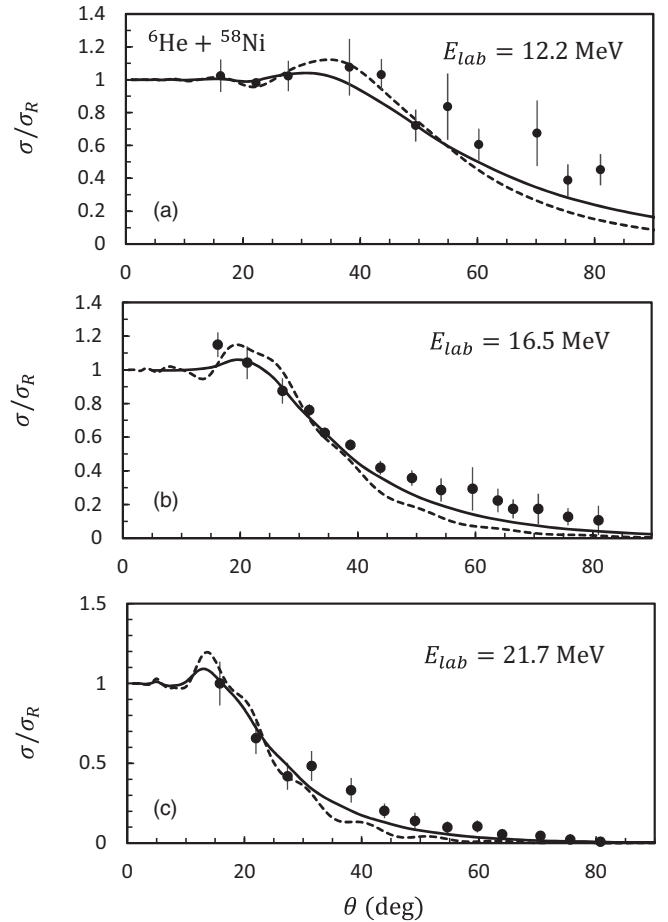 ⁶He + ⁵⁸Ni
E_lab = 12.2 MeV
1.4
1.2
1
0.8
0.6
0.4
0.2
0
σ/σ_R
(a)
0 20 40 60 80
E_lab = 16.5 MeV
1.4
1.2
1
0.8
0.6
0.4
0.2
0
σ/σ_R
(b)
0 20 40 60 80
E_lab = 21.7 MeV
1.5
1
0.5
0
σ/σ_R
(c)
0 20 40 60 80
θ (deg)